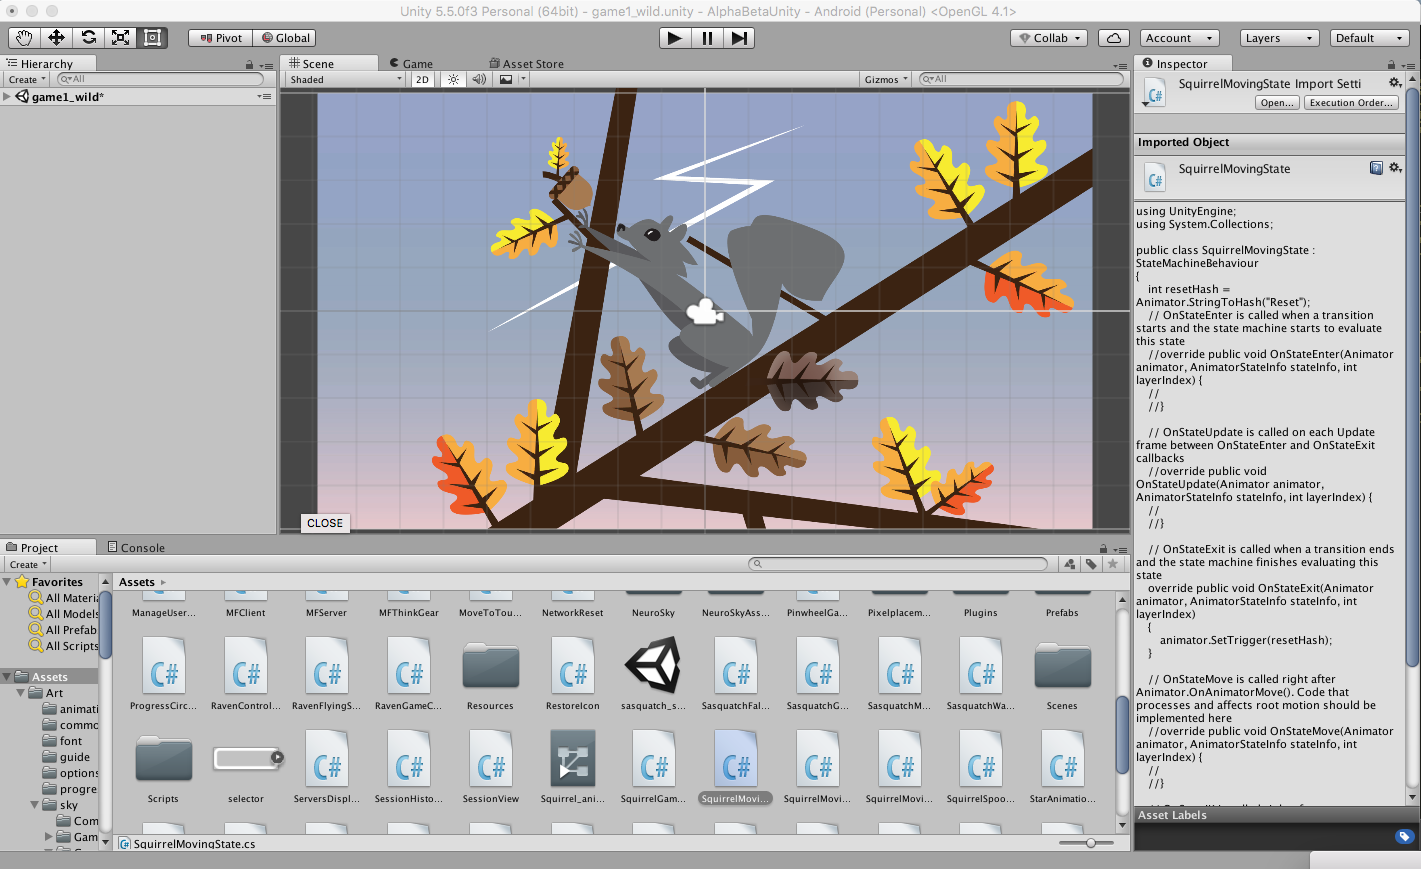 Unity 5.5.0f3 Personal (64bit) - game1_wild.unity - AlphaBetaUnity - Android (Personal) <OpenGL 4.1>
Pivot
Global
Collab
Account
Layers
Default
Hierarchy
Create
All
game1_wild*
Scene
Game
Asset Store
Shaded
2D
Gizmos
All
CLOSE
Inspector
SquirrelMovingState Import Setti
Open...
Execution Order...
Imported Object
SquirrelMovingState
using UnityEngine;
using System.Collections;
public class SquirrelMovingState :
StateMachineBehaviour
{
int resetHash =
Animator.StringToHash("Reset");
// OnStateEnter is called when a transition
starts and the state machine starts to evaluate
this state
//override public void OnStateEnter(Animator
animator, AnimatorStateInfo stateInfo, int
layerIndex) {
//
//}
// OnStateUpdate is called on each Update
frame between OnStateEnter and OnStateExit
callbacks
//override public void
OnStateUpdate(Animator animator,
AnimatorStateInfo stateInfo, int layerIndex) {
//
//}
// OnStateExit is called when a transition ends
and the state machine finishes evaluating this
state
override public void OnStateExit(Animator
animator, AnimatorStateInfo stateInfo, int
layerIndex)
{
animator.SetTrigger(resetHash);
}
// OnStateMove is called right after
Animator.OnAnimatorMove(). Code that
processes and affects root motion should be
implemented here
//override public void OnStateMove(Animator
animator, AnimatorStateInfo stateInfo, int
layerIndex) {
//
//}
Asset Labels
Project
Console
Create
Favorites
All Materia
All Models
All Prefab
All Scripts
Assets
Art
animati
commo
font
guide
options
progre
sky
Com
Gam
Assets
ManageUser...
MFClient
MFServer
MFThinkGear
MoveToTou...
NetworkReset
NeuroSky
NeuroSkyAss...
PinwheelGa...
Pixelplacem...
Plugins
Prefabs
C#
ProgressCirc...
RavenControl...
RavenFlyingS...
RavenGameC...
Resources
RestoreIcon
sasquatch_s...
SasquatchFal...
SasquatchG...
SasquatchM...
SasquatchWa...
Scenes
Scripts
selector
ServersDispl...
SessionHisto...
SessionView
Squirrel_ani...
SquirrelGam...
SquirrelMovi...
SquirrelMovi...
SquirrelMovi...
SquirrelSpoo...
StarAnimatio...
SquirrelMovingState.cs